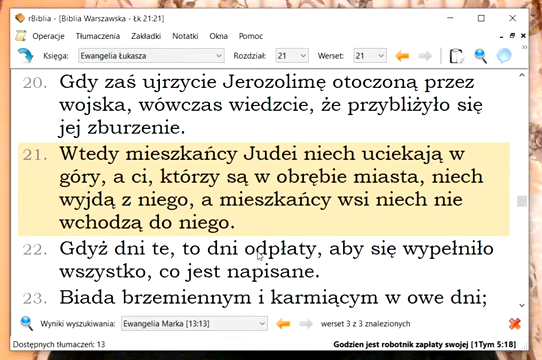 rBiblia - [Biblia Warszawska - Łk 21:21]
Operacje Tłumaczenia Zakładki Notatki Okna Pomoc
Księga: Ewangelia Łukasza Rozdział: 21 Werset: 21
20. Gdy zaś ujrzycie Jerozolimę otoczoną przez
wojska, wówczas wiedzcie, że przybliżyło się
jej zburzenie.
21. Wtedy mieszkańcy Judei niech uciekają w
góry, a ci, którzy są w obrębie miasta, niech
wyjdą z niego, a mieszkańcy wsi niech nie
wchodzą do niego.
22. Gdyż dni te, to dni odpłaty, aby się wypełniło
wszystko, co jest napisane.
23. Biada brzemiennym i karmiącym w owe dni;
Wyniki wyszukiwania: Ewangelia Marka [13:13] werset 3 z 3 znalezionych
Dostępnych tłumaczeń: 13 Godzien jest robotnik zapłaty swojej [1Tym 5:18]